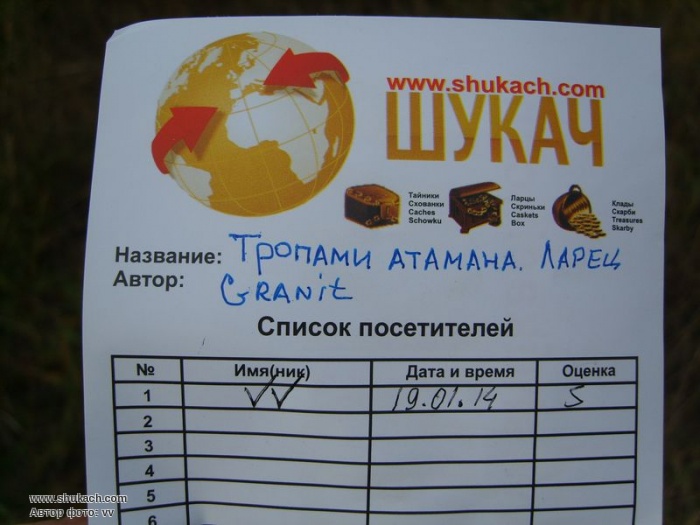 www.shukach.com
ШУКАЧ
Тайники
Схованки
Caches
Schowku
Ларцы
Скриньки
Caskets
Box
Клады
Скарби
Treasures
Skarby
Название: Тропами атамана. Ларец
Автор: Granit
Список посетителей
№ Имя(ник) Дата и время Оценка
1 VV 19.01.14 5
2
3
4
5
6
www.shukach.com
Автор фото: vv